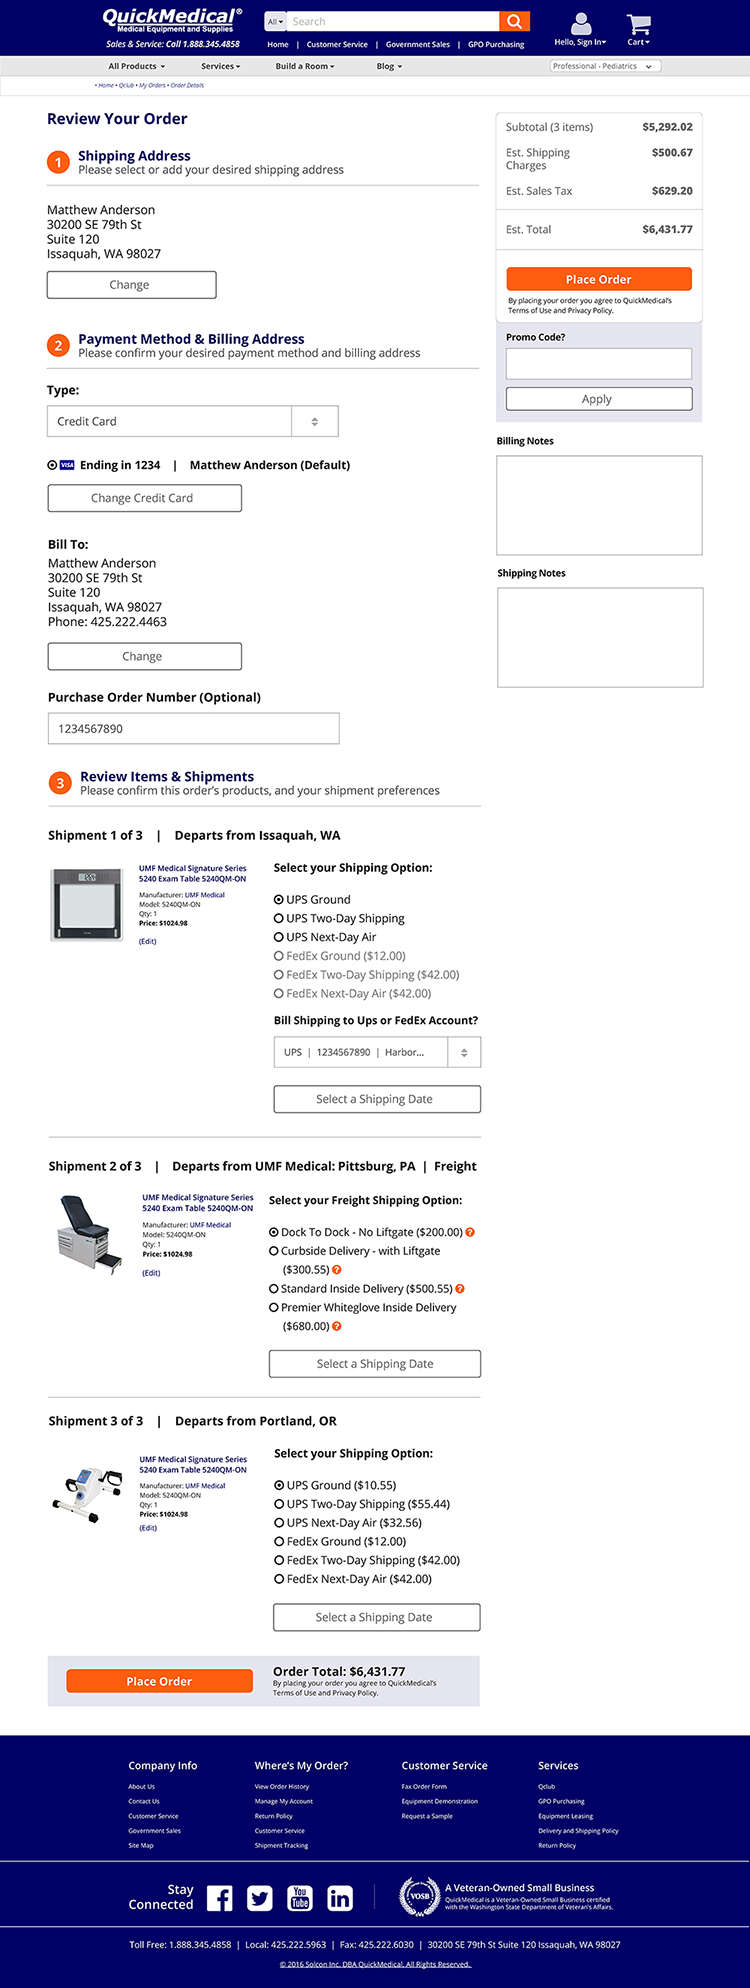 QuickMedical®
Medical Equipment and Supplies
Sales & Service: Call 1.888.345.4858
All
Search
Home | Customer Service | Government Sales | GPO Purchasing
Hello, Sign In
Cart
All Products
Services
Build a Room
Blog
Professional - Pediatrics
• Home • Qclub • My Orders • Order Details
Review Your Order
1
Shipping Address
Please select or add your desired shipping address
Matthew Anderson
30200 SE 79th St
Suite 120
Issaquah, WA 98027
Change
2
Payment Method & Billing Address
Please confirm your desired payment method and billing address
Type:
Credit Card
VISA Ending in 1234 | Matthew Anderson (Default)
Change Credit Card
Bill To:
Matthew Anderson
30200 SE 79th St
Suite 120
Issaquah, WA 98027
Phone: 425.222.4463
Change
Purchase Order Number (Optional)
1234567890
Subtotal (3 items) $5,292.02
Est. Shipping $500.67
Charges
Est. Sales Tax $629.20
Est. Total $6,431.77
Place Order
By placing your order you agree to QuickMedical's
Terms of Use and Privacy Policy.
Promo Code?
Apply
Billing Notes
Shipping Notes
3
Review Items & Shipments
Please confirm this order's products, and your shipment preferences
Shipment 1 of 3 | Departs from Issaquah, WA
UMF Medical Signature Series
5240 Exam Table 5240QM-ON
Manufacturer: UMF Medical
Model: 5240QM-ON
Qty: 1
Price: $1024.98
(Edit)
Select your Shipping Option:
UPS Ground
UPS Two-Day Shipping
UPS Next-Day Air
FedEx Ground ($12.00)
FedEx Two-Day Shipping ($42.00)
FedEx Next-Day Air ($42.00)
Bill Shipping to Ups or FedEx Account?
UPS | 1234567890 | Harbor...
Select a Shipping Date
Shipment 2 of 3 | Departs from UMF Medical: Pittsburg, PA | Freight
UMF Medical Signature Series
5240 Exam Table 5240QM-ON
Manufacturer: UMF Medical
Model: 5240QM-ON
Qty: 1
Price: $1024.98
(Edit)
Select your Freight Shipping Option:
Dock To Dock - No Liftgate ($200.00) ?
Curbside Delivery - with Liftgate
($300.55) ?
Standard Inside Delivery ($500.55) ?
Premier Whiteglove Inside Delivery
($680.00) ?
Select a Shipping Date
Shipment 3 of 3 | Departs from Portland, OR
UMF Medical Signature Series
5240 Exam Table 5240QM-ON
Manufacturer: UMF Medical
Model: 5240QM-ON
Qty: 1
Price: $1024.98
(Edit)
Select your Shipping Option:
UPS Ground ($10.55)
UPS Two-Day Shipping ($55.44)
UPS Next-Day Air ($32.56)
FedEx Ground ($12.00)
FedEx Two-Day Shipping ($42.00)
FedEx Next-Day Air ($42.00)
Select a Shipping Date
Place Order
Order Total: $6,431.77
By placing your order you agree to QuickMedical's
Terms of Use and Privacy Policy.
Company Info
About Us
Contact Us
Customer Service
Government Sales
Site Map
Where's My Order?
View Order History
Manage My Account
Return Policy
Customer Service
Shipment Tracking
Customer Service
Fax Order Form
Equipment Demonstration
Request a Sample
Services
Qclub
GPO Purchasing
Equipment Leasing
Delivery and Shipping Policy
Return Policy
Stay
Connected
You
Tube
in
VOSB
A Veteran-Owned Small Business
QuickMedical is a Veteran-Owned Small Business certified
with the Washington State Department of Veteran's Affairs.
Toll Free: 1.888.345.4858 | Local: 425.222.5963 | Fax: 425.222.6030 | 30200 SE 79th St Suite 120 Issaquah, WA 98027
© 2016 Solcon Inc. DBA QuickMedical. All Rights Reserved.